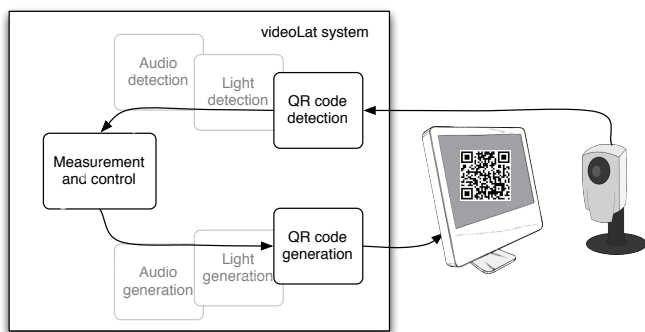 videoLat system
Audio
detection
Light
detection
QR code
detection
Measurement
and control
QR code
generation
Light
generation
Audio
generation